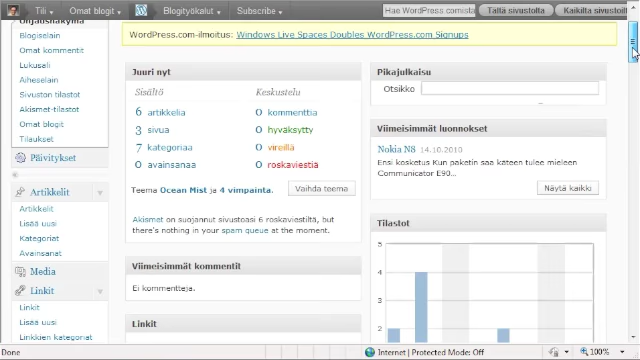 Tili Omat blogit Blogityökalut Subscribe Hae WordPress.comista Tältä sivustolta Kaikilta sivustoilt
Ohjausnäkymä
Blogiselain
Omat kommentit
Lukusali
Aiheselain
Sivuston tilastot
Akismet-tilastot
Omat blogit
Tilaukset
Päivitykset
Artikkelit
Artikkelit
Lisää uusi
Kategoriat
Avainsanat
Media
Linkit
Linkit
Lisää uusi
Linkkien kategoriat
WordPress.com-ilmoitus: Windows Live Spaces Doubles WordPress.com Signups
Juuri nyt
Sisältö Keskustelu
6 artikkelia 0 kommenttia
3 sivua 0 hyväksytty
7 kategoriaa 0 vireillä
0 avainsanaa 0 roskaviestiä
Teema Ocean Mist ja 4 vimpainta. Vaihda teema
Akismet on suojannut sivustoasi 6 roskaviestiltä, but
there's nothing in your spam queue at the moment.
Viimeisimmät kommentit
Ei kommentteja.
Linkit
Pikajulkaisu
Otsikko
Viimeisimmät luonnokset
Nokia N8 14.10.2010
Ensi kosketus Kun paketin saa käteen tulee mieleen
Communicator E90...
Näytä kaikki
Tilastot
5
4
3
2
Done Internet | Protected Mode: Off 100%